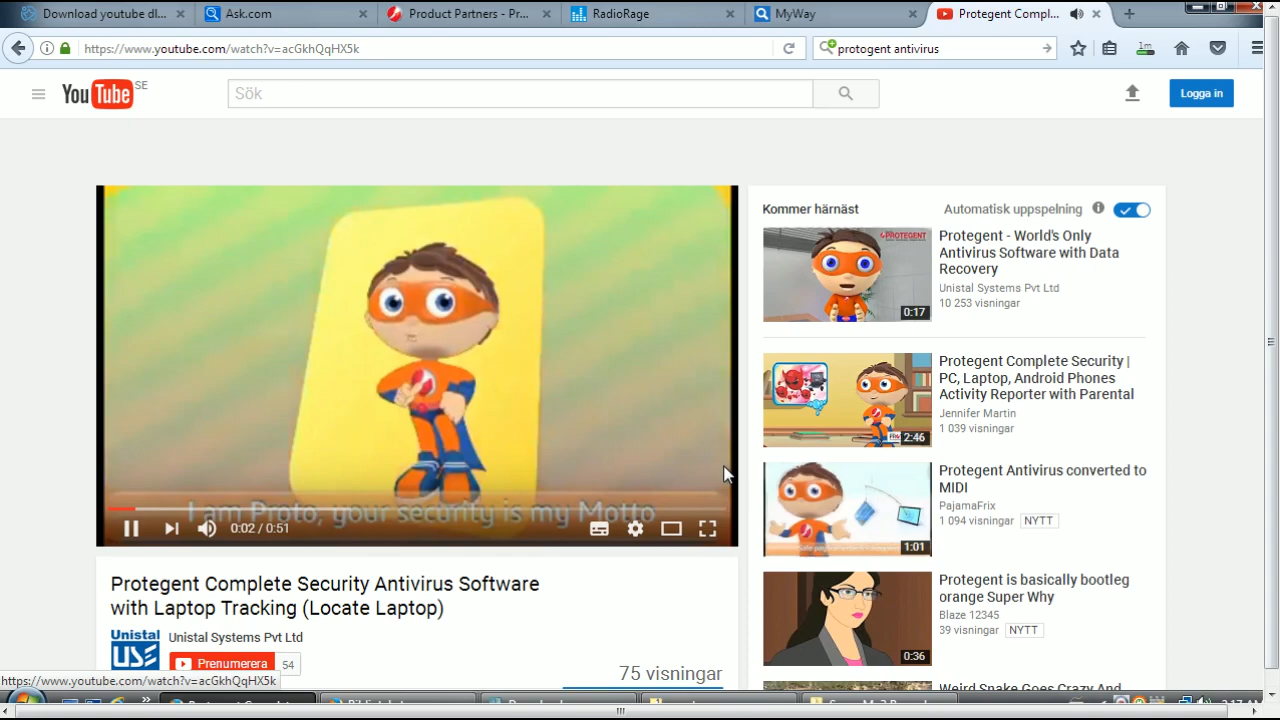 Download youtube dl...
Ask.com
Product Partners - Pr...
RadioRage
MyWay
Protegent Compl...
https://www.youtube.com/watch?v=acGkhQqHX5k
protogent antivirus
1m
YouTube SE
Sök
Logga in
I am Proto, your security is my Motto
0:02 / 0:51
Protegent Complete Security Antivirus Software
with Laptop Tracking (Locate Laptop)
Unistal
USE
Unistal Systems Pvt Ltd
Prenumerera
54
75 visningar
Kommer härnäst
Automatisk uppspelning
PROTEGENT
0:17
Protegent - World's Only
Antivirus Software with Data
Recovery
Unistal Systems Pvt Ltd
10 253 visningar
2:46
Protegent Complete Security |
PC, Laptop, Android Phones
Activity Reporter with Parental
Jennifer Martin
1 039 visningar
1:01
Protegent Antivirus converted to
MIDI
PajamaFrix
1 094 visningar
NYTT
0:36
Protegent is basically bootleg
orange Super Why
Blaze 12345
39 visningar
NYTT
Weird Snake Goes Crazy And
https://www.youtube.com/watch?v=acGkhQqHX5k